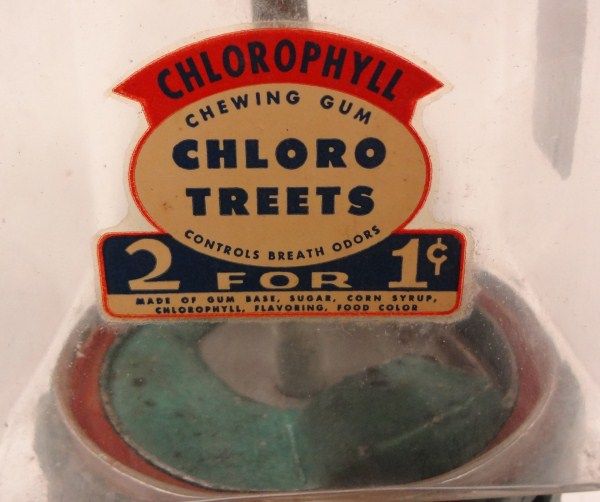 CHLOROPHYLL
CHEWING GUM
CHLORO
TREETS
CONTROLS BREATH ODORS
2 FOR 1¢
MADE OF GUM BASE, SUGAR, CORN SYRUP,
CHLOROPHYLL, FLAVORING, FOOD COLOR